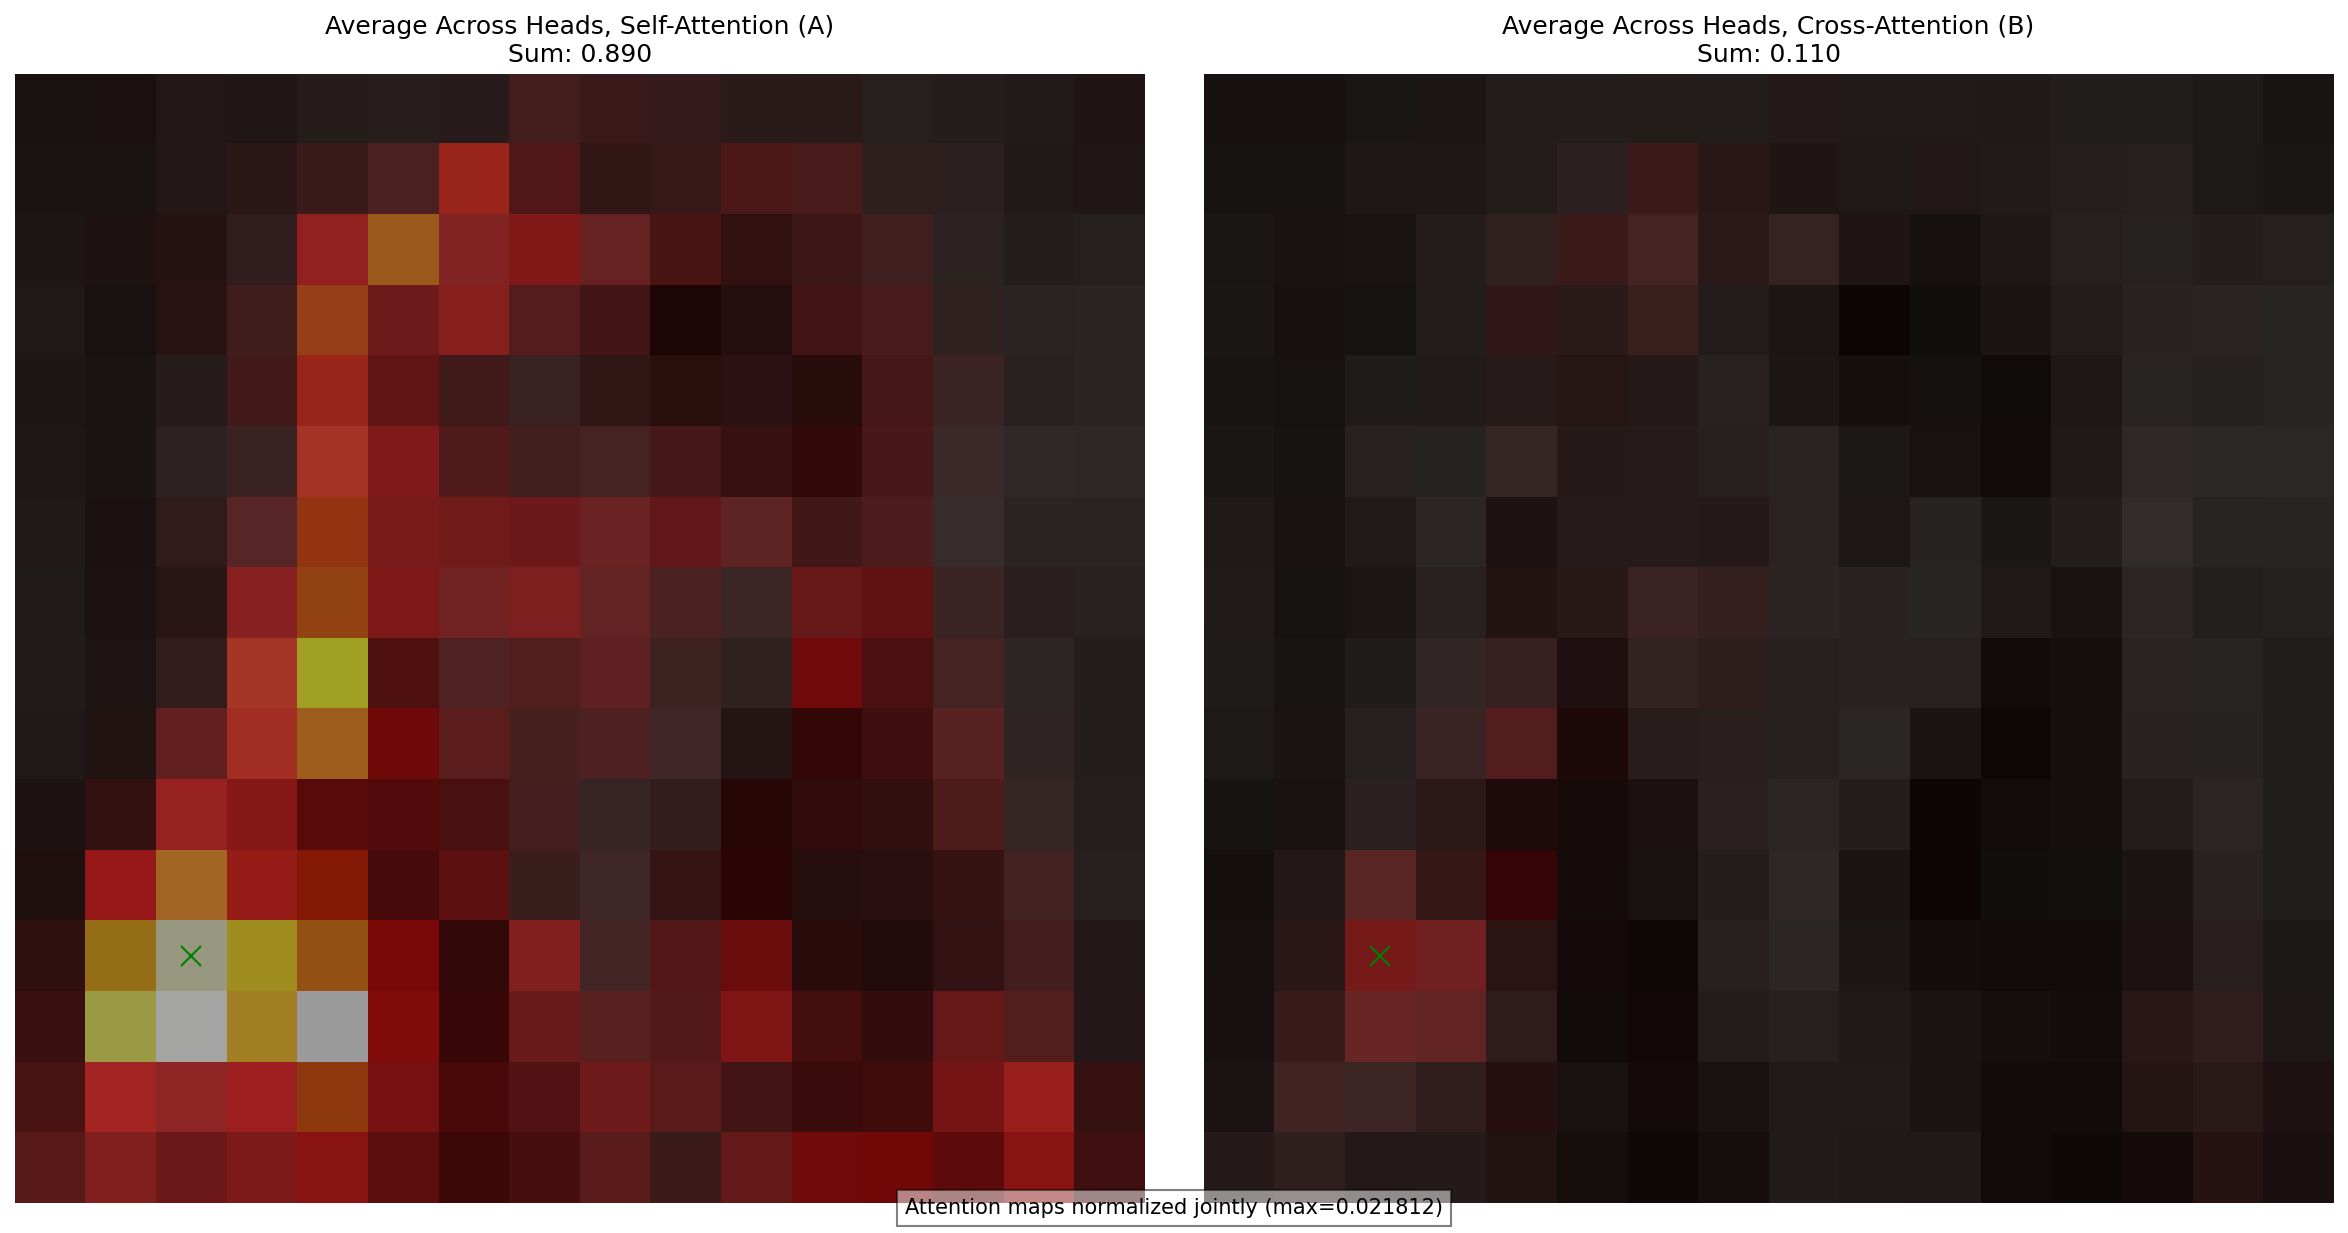 Average Across Heads, Self-Attention (A)
Sum: 0.890
Average Across Heads, Cross-Attention (B)
Sum: 0.110
Attention maps normalized jointly (max=0.021812)